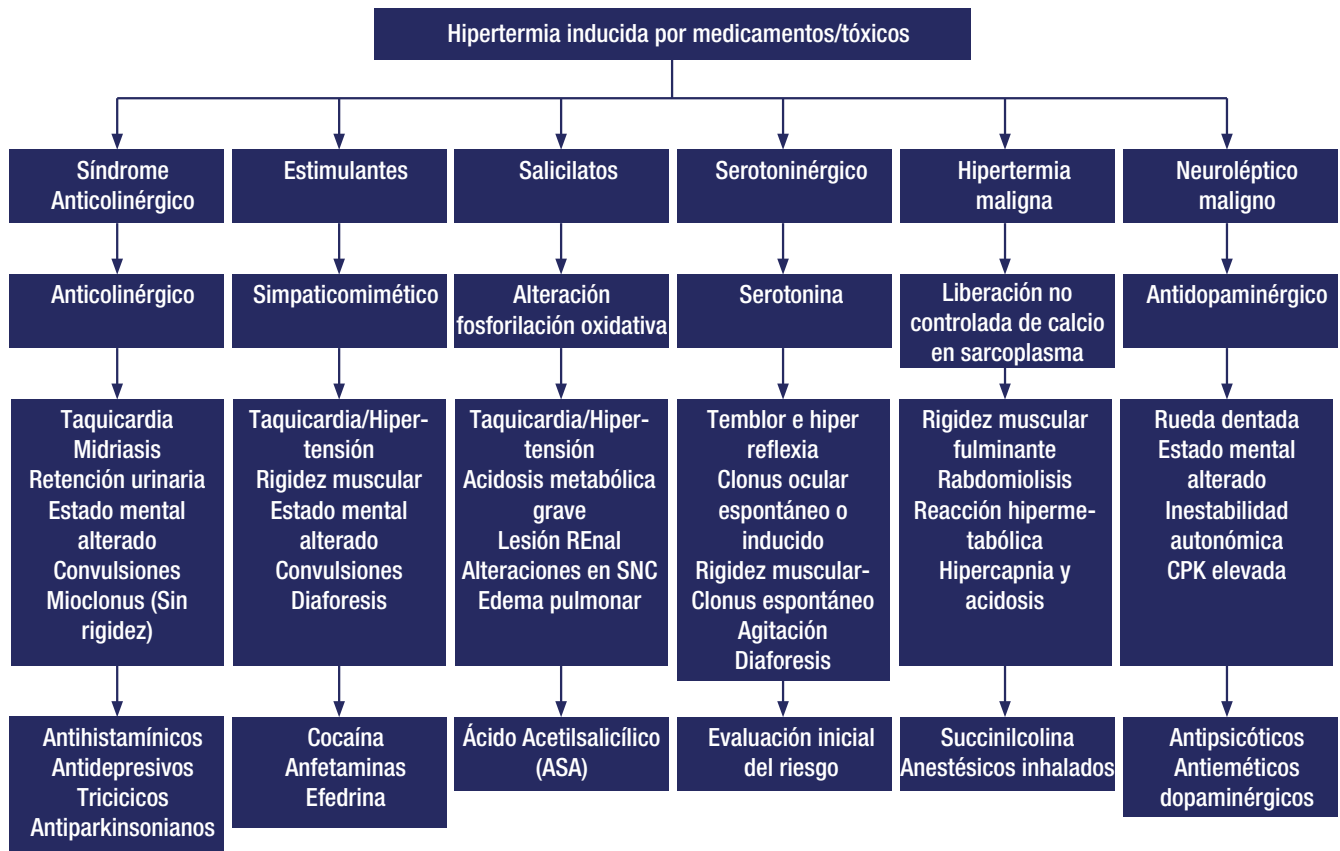 Hipertermia inducida por medicamentos/tóxicos
Síndrome
Anticolinérgico
Estimulantes
Salicilatos
Serotoninérgico
Hipertermia
maligna
Neuroléptico
maligno
Anticolinérgico
Simpaticomimético
Alteración
fosforilación oxidativa
Serotonina
Liberación no
controlada de calcio
en sarcoplasma
Antidopaminérgico
Taquicardia
Midriasis
Retención urinaria
Estado mental
alterado
Convulsiones
Mioclonus (Sin
rigidez)
Taquicardia/Hiper-
tensión
Rigidez muscular
Estado mental
alterado
Convulsiones
Diaforesis
Taquicardia/Hiper-
tensión
Acidosis metabólica
grave
Lesión REnal
Alteraciones en SNC
Edema pulmonar
Temblor e hiper
reflexia
Clonus ocular
espontáneo o
inducido
Rigidez muscular-
Clonus espontáneo
Agitación
Diaforesis
Rigidez muscular
fulminante
Rabdomiolisis
Reacción hiperme-
tabólica
Hipercapnia y
acidosis
Rueda dentada
Estado mental
alterado
Inestabilidad
autonómica
CPK elevada
Antihistamínicos
Antidepresivos
Tricicicos
Antiparkinsonianos
Cocaína
Anfetaminas
Efedrina
Ácido Acetilsalicílico
(ASA)
Evaluación inicial
del riesgo
Succinilcolina
Anestésicos inhalados
Antipsicóticos
Antieméticos
dopaminérgicos